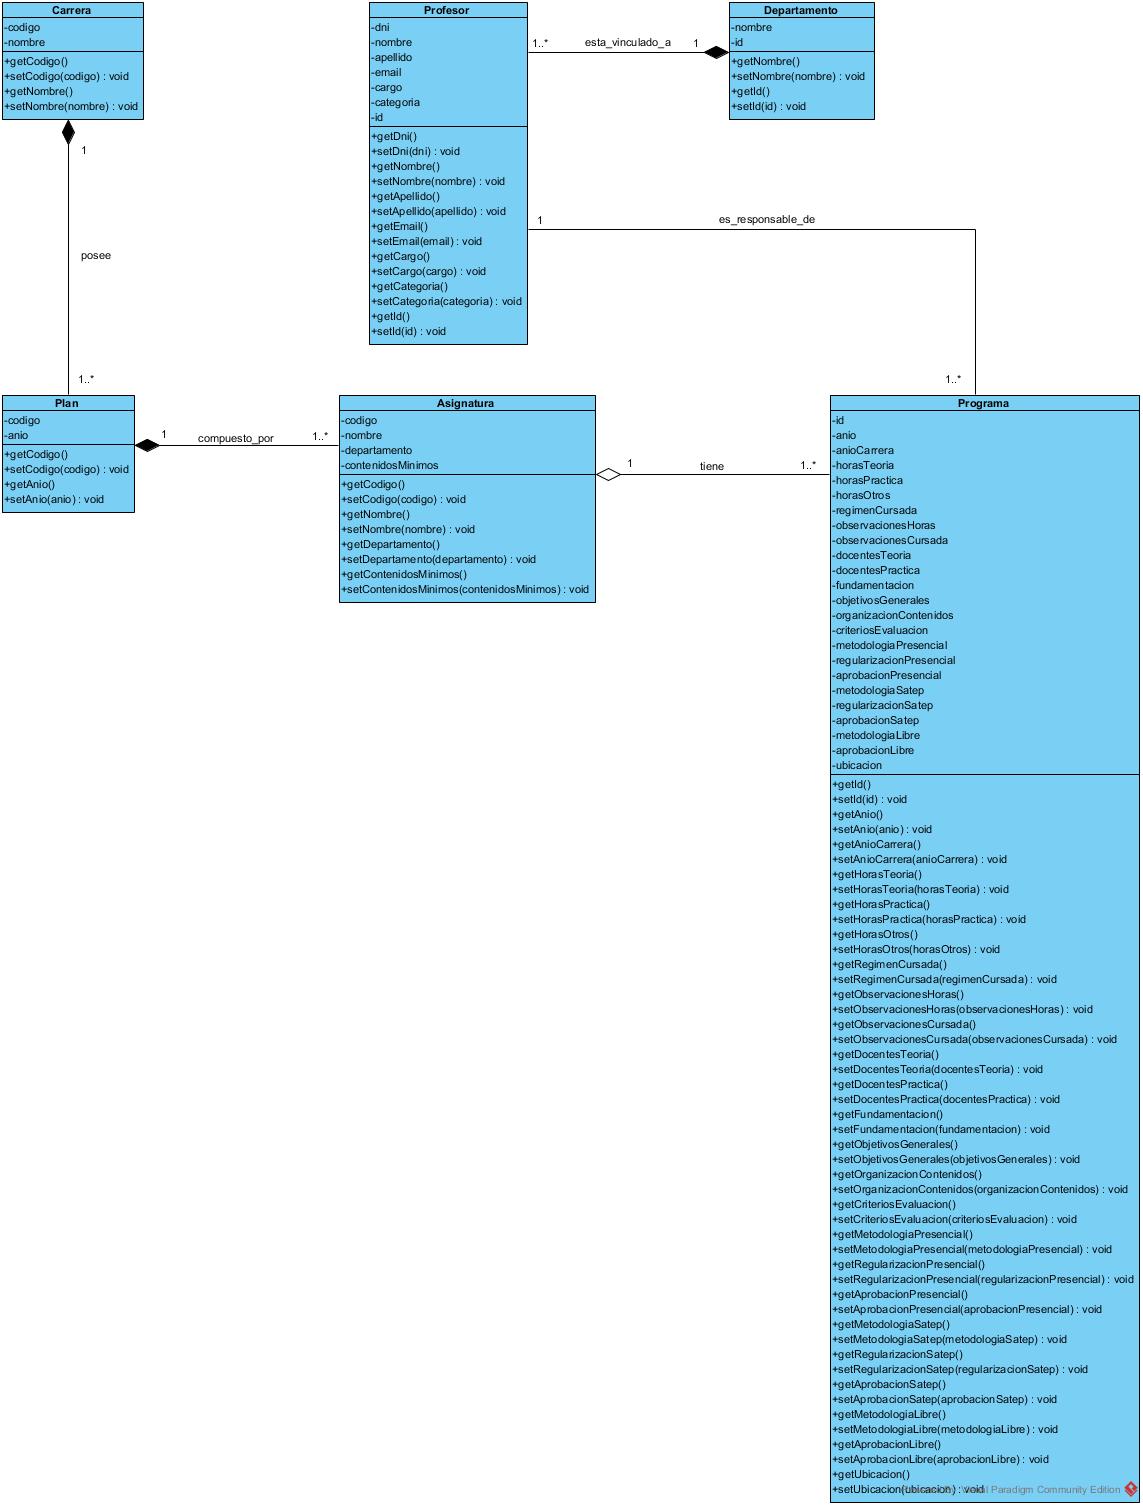 Carrera
-codigo
-nombre
+getCodigo()
+setCodigo(codigo) : void
+getNombre()
+setNombre(nombre) : void
1
posee
1..*
Profesor
-dni
-nombre
-apellido
-email
-cargo
-categoria
-id
+getDni()
+setDni(dni) : void
+getNombre()
+setNombre(nombre) : void
+getApellido()
+setApellido(apellido) : void
+getEmail()
+setEmail(email) : void
+getCargo()
+setCargo(cargo) : void
+getCategoria()
+setCategoria(categoria) : void
+getId()
+setId(id) : void
1..* esta_vinculado_a 1
Departamento
-nombre
-id
+getNombre()
+setNombre(nombre) : void
+getId()
+setId(id) : void
1 es_responsable_de
1..*
Plan
-codigo
-anio
+getCodigo()
+setCodigo(codigo) : void
+getAnio()
+setAnio(anio) : void
1 compuesto_por 1..*
Asignatura
-codigo
-nombre
-departamento
-contenidosMinimos
+getCodigo()
+setCodigo(codigo) : void
+getNombre()
+setNombre(nombre) : void
+getDepartamento()
+setDepartamento(departamento) : void
+getContenidosMinimos()
+setContenidosMinimos(contenidosMinimos) : void
1 tiene 1..*
Programa
-id
-anio
-anioCarrera
-horasTeoria
-horasPractica
-horasOtros
-regimenCursada
-observacionesHoras
-observacionesCursada
-docentesTeoria
-docentesPractica
-fundamentacion
-objetivosGenerales
-organizacionContenidos
-criteriosEvaluacion
-metodologiaPresencial
-regularizacionPresencial
-aprobacionPresencial
-metodologiaSatep
-regularizacionSatep
-aprobacionSatep
-metodologiaLibre
-aprobacionLibre
-ubicacion
+getId()
+setId(id) : void
+getAnio()
+setAnio(anio) : void
+getAnioCarrera()
+setAnioCarrera(anioCarrera) : void
+getHorasTeoria()
+setHorasTeoria(horasTeoria) : void
+getHorasPractica()
+setHorasPractica(horasPractica) : void
+getHorasOtros()
+setHorasOtros(horasOtros) : void
+getRegimenCursada()
+setRegimenCursada(regimenCursada) : void
+getObservacionesHoras()
+setObservacionesHoras(observacionesHoras) : void
+getObservacionesCursada()
+setObservacionesCursada(observacionesCursada) : void
+getDocentesTeoria()
+setDocentesTeoria(docentesTeoria) : void
+getDocentesPractica()
+setDocentesPractica(docentesPractica) : void
+getFundamentacion()
+setFundamentacion(fundamentacion) : void
+getObjetivosGenerales()
+setObjetivosGenerales(objetivosGenerales) : void
+getOrganizacionContenidos()
+setOrganizacionContenidos(organizacionContenidos) : void
+getCriteriosEvaluacion()
+setCriteriosEvaluacion(criteriosEvaluacion) : void
+getMetodologiaPresencial()
+setMetodologiaPresencial(metodologiaPresencial) : void
+getRegularizacionPresencial()
+setRegularizacionPresencial(regularizacionPresencial) : void
+getAprobacionPresencial()
+setAprobacionPresencial(aprobacionPresencial) : void
+getMetodologiaSatep()
+setMetodologiaSatep(metodologiaSatep) : void
+getRegularizacionSatep()
+setRegularizacionSatep(regularizacionSatep) : void
+getAprobacionSatep()
+setAprobacionSatep(aprobacionSatep) : void
+getMetodologiaLibre()
+setMetodologiaLibre(metodologiaLibre) : void
+getAprobacionLibre()
+setAprobacionLibre(aprobacionLibre) : void
+getUbicacion()
+setUbicacion(ubicacion) : void
Visual Paradigm Community Edition